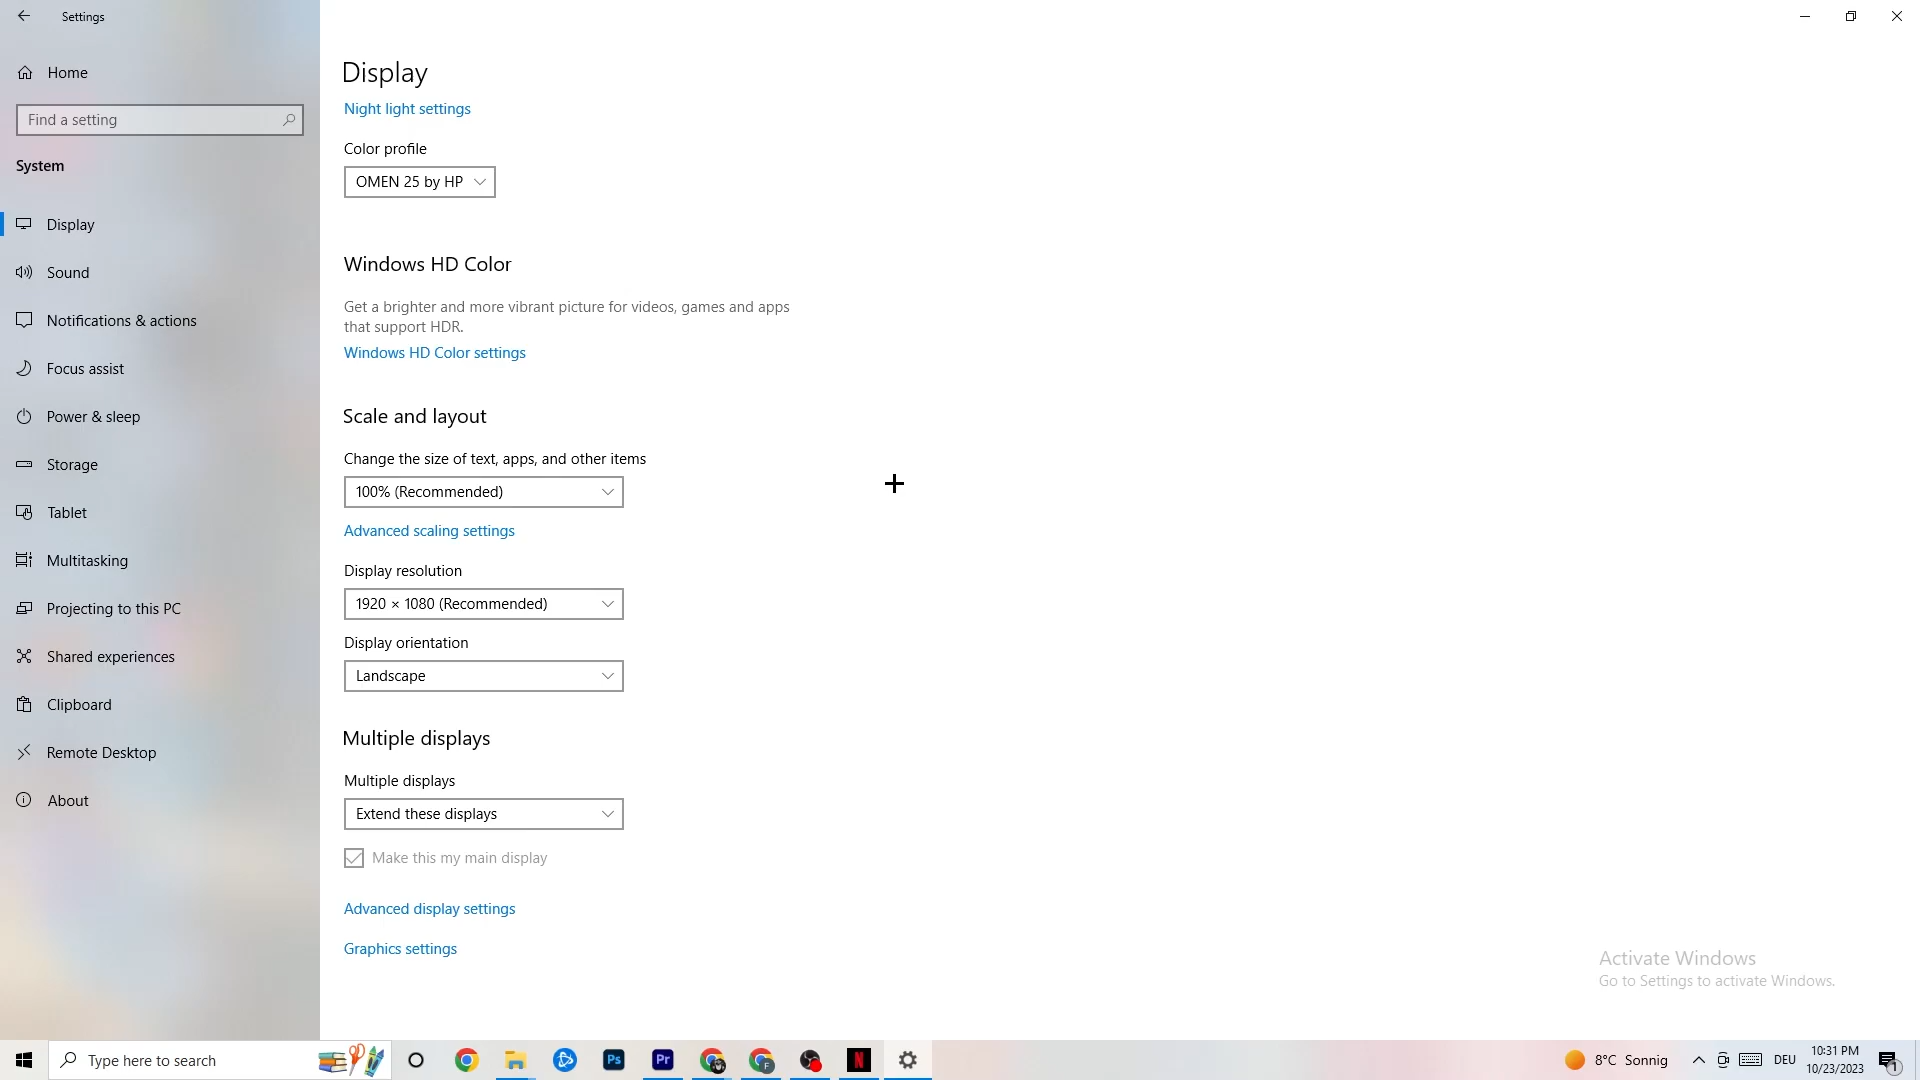 Settings
Home
Find a setting
System
Display
Sound
Notifications & actions
Focus assist
Power & sleep
Storage
Tablet
Multitasking
Projecting to this PC
Shared experiences
Clipboard
Remote Desktop
About
Display
Night light settings
Color profile
OMEN 25 by HP
Windows HD Color
Get a brighter and more vibrant picture for videos, games and apps
that support HDR.
Windows HD Color settings
Scale and layout
Change the size of text, apps, and other items
100% (Recommended)
Advanced scaling settings
Display resolution
1920 × 1080 (Recommended)
Display orientation
Landscape
Multiple displays
Multiple displays
Extend these displays
Make this my main display
Advanced display settings
Graphics settings
Activate Windows
Go to Settings to activate Windows.
Type here to search
Ps
Pr
F
N
8°C Sonnig
DEU
10:31 PM
10/23/2023
1